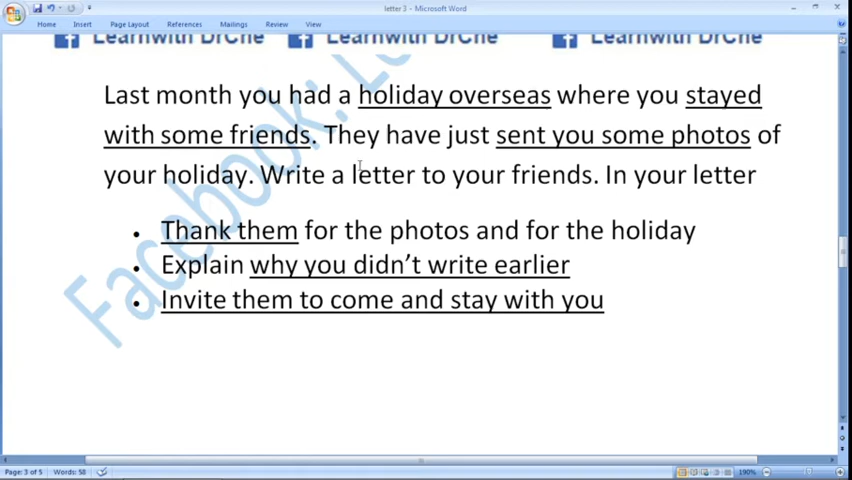 letter 3 - Microsoft Word
Home Insert Page Layout References Mailings Review View
Learnwith DrChe Learnwith DrChe Learnwith DrChe
Last month you had a holiday overseas where you stayed
with some friends. They have just sent you some photos of
your holiday. Write a letter to your friends. In your letter
• Thank them for the photos and for the holiday
• Explain why you didn't write earlier
• Invite them to come and stay with you
Facebook: Le
Page: 3 of 5 Words: 58 190%